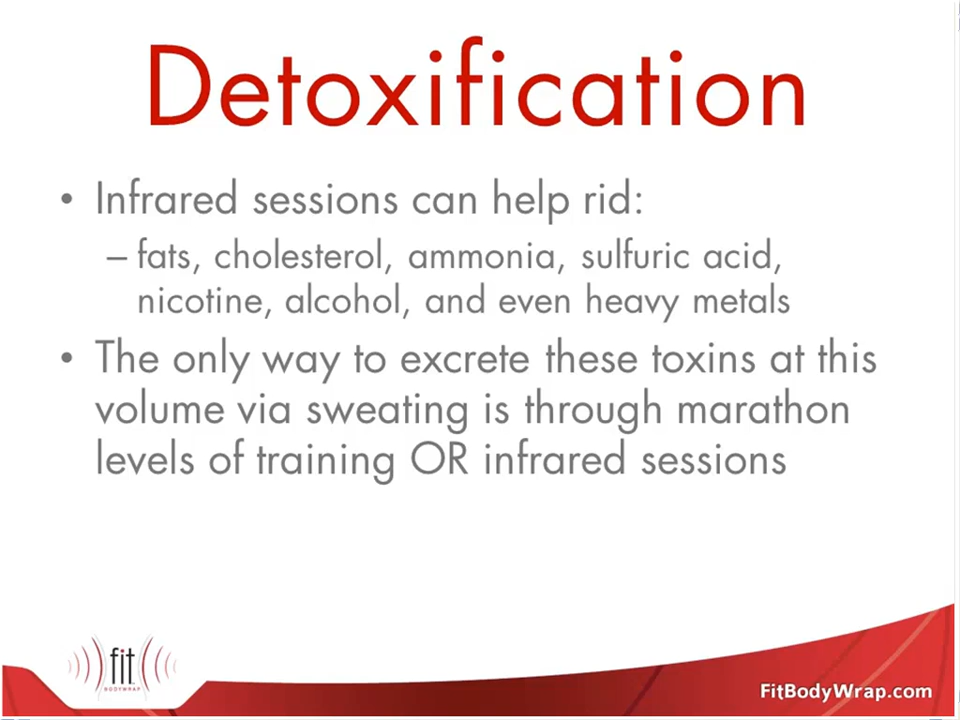 Detoxification
• Infrared sessions can help rid:
– fats, cholesterol, ammonia, sulfuric acid,
nicotine, alcohol, and even heavy metals
• The only way to excrete these toxins at this
volume via sweating is through marathon
levels of training OR infrared sessions
fit
BODYWRAP
FitBodyWrap.com